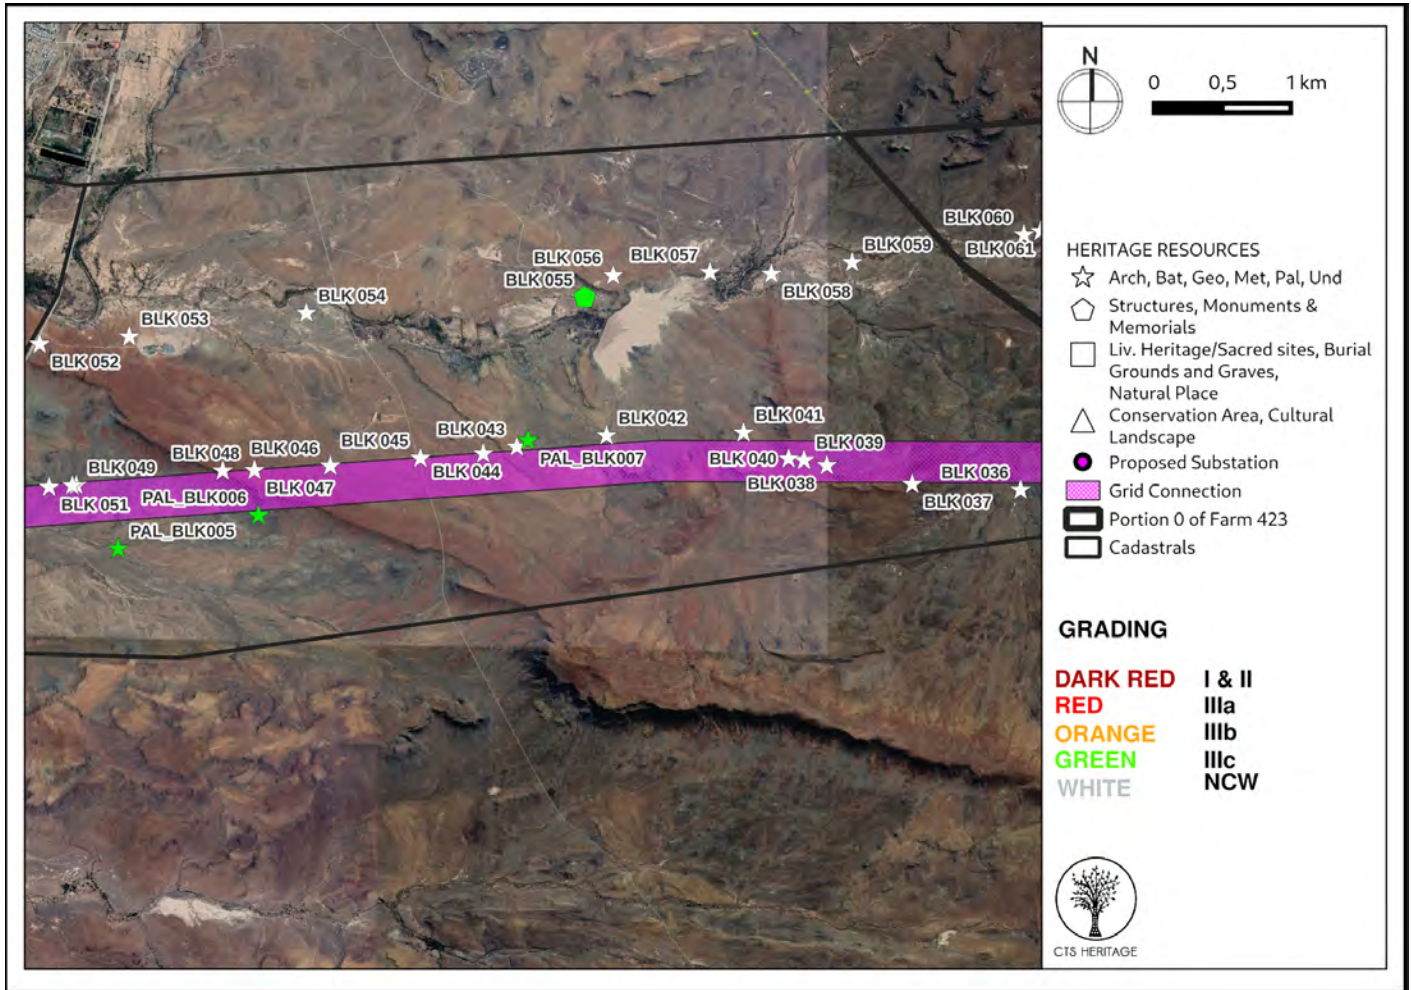 BLK 060
BLK 061
BLK 059
BLK 057
BLK 056
BLK 055
BLK 058
BLK 054
BLK 053
BLK 052
BLK 041
BLK 042
BLK 043
BLK 039
BLK 045
BLK 046
BLK 048
BLK 049
BLK 044
PAL_BLK007
BLK 040
BLK 036
BLK 047
BLK 038
BLK 037
PAL_BLK006
BLK 051
PAL_BLK005
N
0 0,5 1 km
HERITAGE RESOURCES
Arch, Bat, Geo, Met, Pal, Und
Structures, Monuments &
Memorials
Liv. Heritage/Sacred sites, Burial
Grounds and Graves,
Natural Place
Conservation Area, Cultural
Landscape
Proposed Substation
Grid Connection
Portion 0 of Farm 423
Cadastrals
GRADING
DARK RED I & II
RED IIIa
ORANGE IIIb
GREEN IIIc
WHITE NCW
CTS HERITAGE